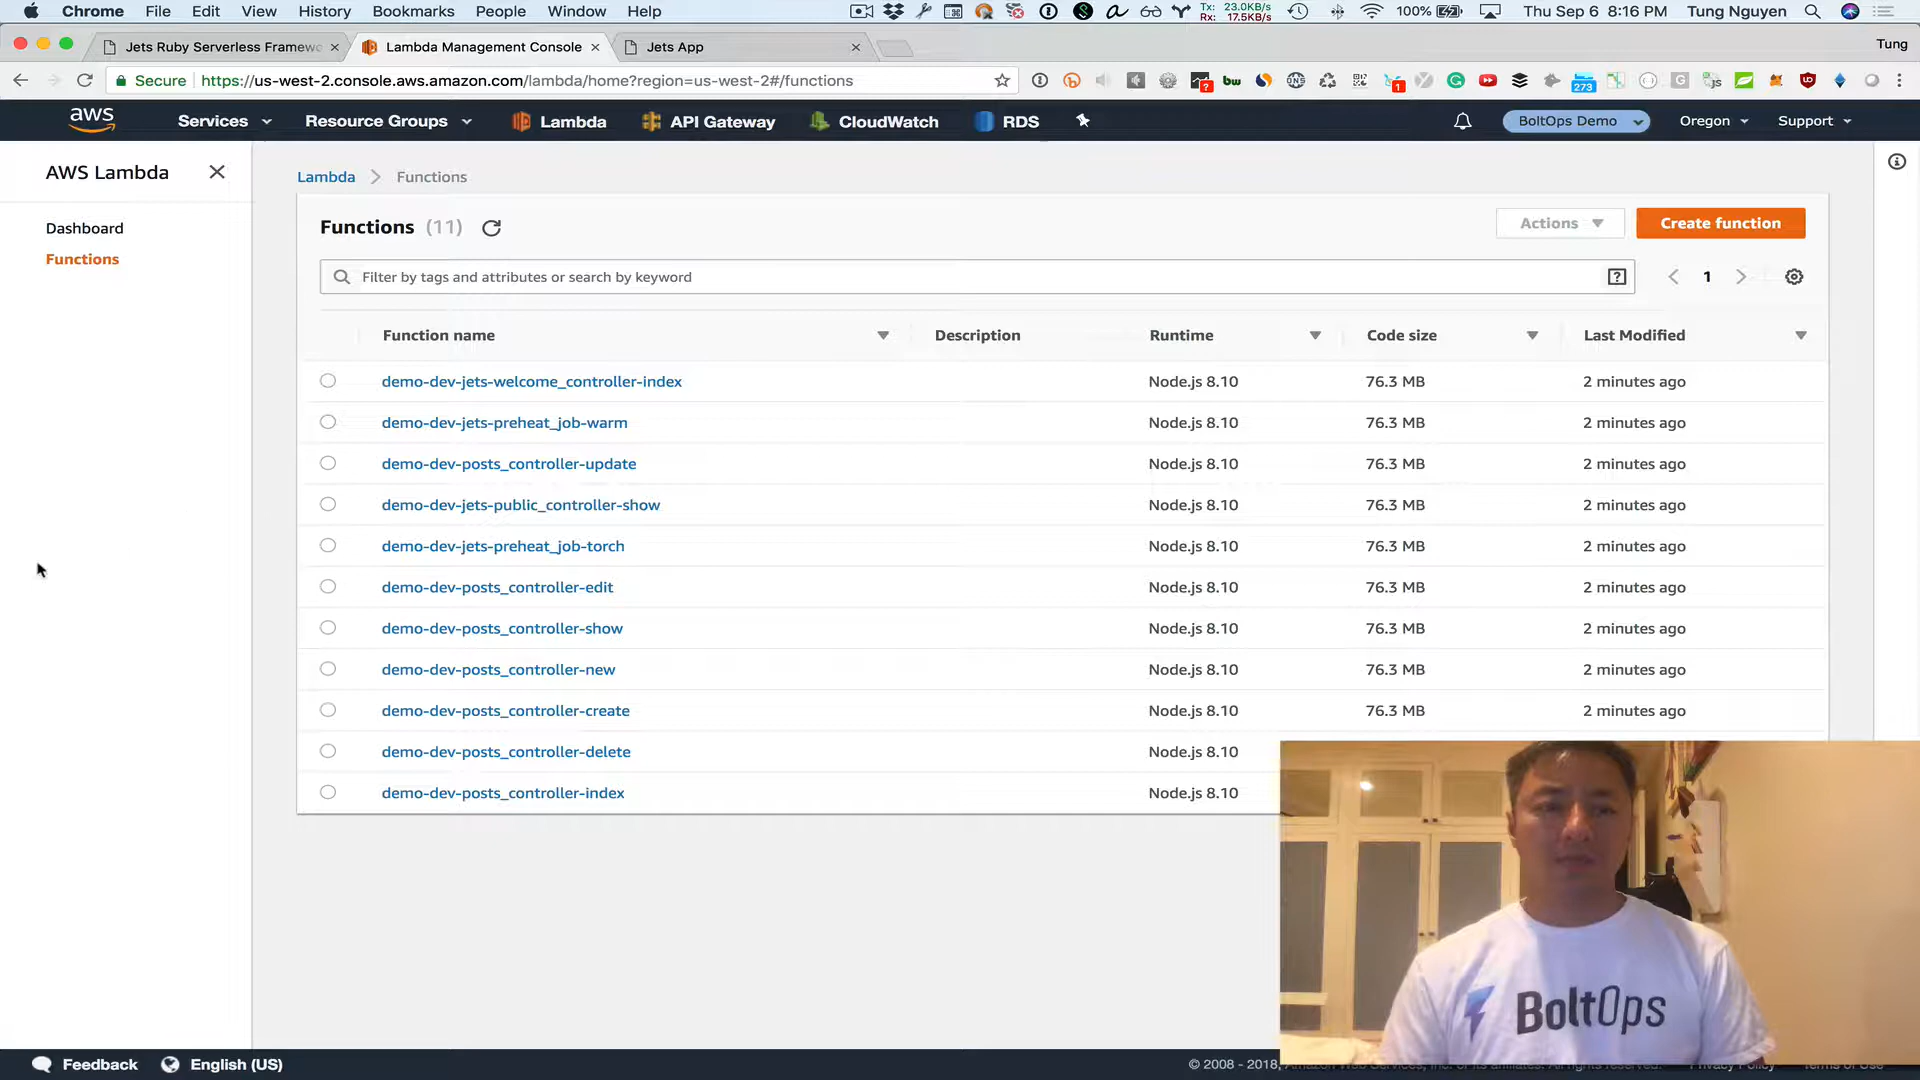 Chrome File Edit View History Bookmarks People Window Help Tx: 23.0KB/s Rx: 17.5KB/s 100% Thu Sep 6 8:16 PM Tung Nguyen
Jets Ruby Serverless Framewo Lambda Management Console Jets App Tung
Secure https://us-west-2.console.aws.amazon.com/lambda/home?region=us-west-2#/functions
aws Services Resource Groups Lambda API Gateway CloudWatch RDS BoltOps Demo Oregon Support
AWS Lambda
Dashboard
Functions
Lambda > Functions
Functions (11) Actions Create function
Filter by tags and attributes or search by keyword 1
Function name Description Runtime Code size Last Modified
demo-dev-jets-welcome_controller-index Node.js 8.10 76.3 MB 2 minutes ago
demo-dev-jets-preheat_job-warm Node.js 8.10 76.3 MB 2 minutes ago
demo-dev-posts_controller-update Node.js 8.10 76.3 MB 2 minutes ago
demo-dev-jets-public_controller-show Node.js 8.10 76.3 MB 2 minutes ago
demo-dev-jets-preheat_job-torch Node.js 8.10 76.3 MB 2 minutes ago
demo-dev-posts_controller-edit Node.js 8.10 76.3 MB 2 minutes ago
demo-dev-posts_controller-show Node.js 8.10 76.3 MB 2 minutes ago
demo-dev-posts_controller-new Node.js 8.10 76.3 MB 2 minutes ago
demo-dev-posts_controller-create Node.js 8.10 76.3 MB 2 minutes ago
demo-dev-posts_controller-delete Node.js 8.10
demo-dev-posts_controller-index Node.js 8.10
BoltOps
Feedback English (US) © 2008 - 2018,